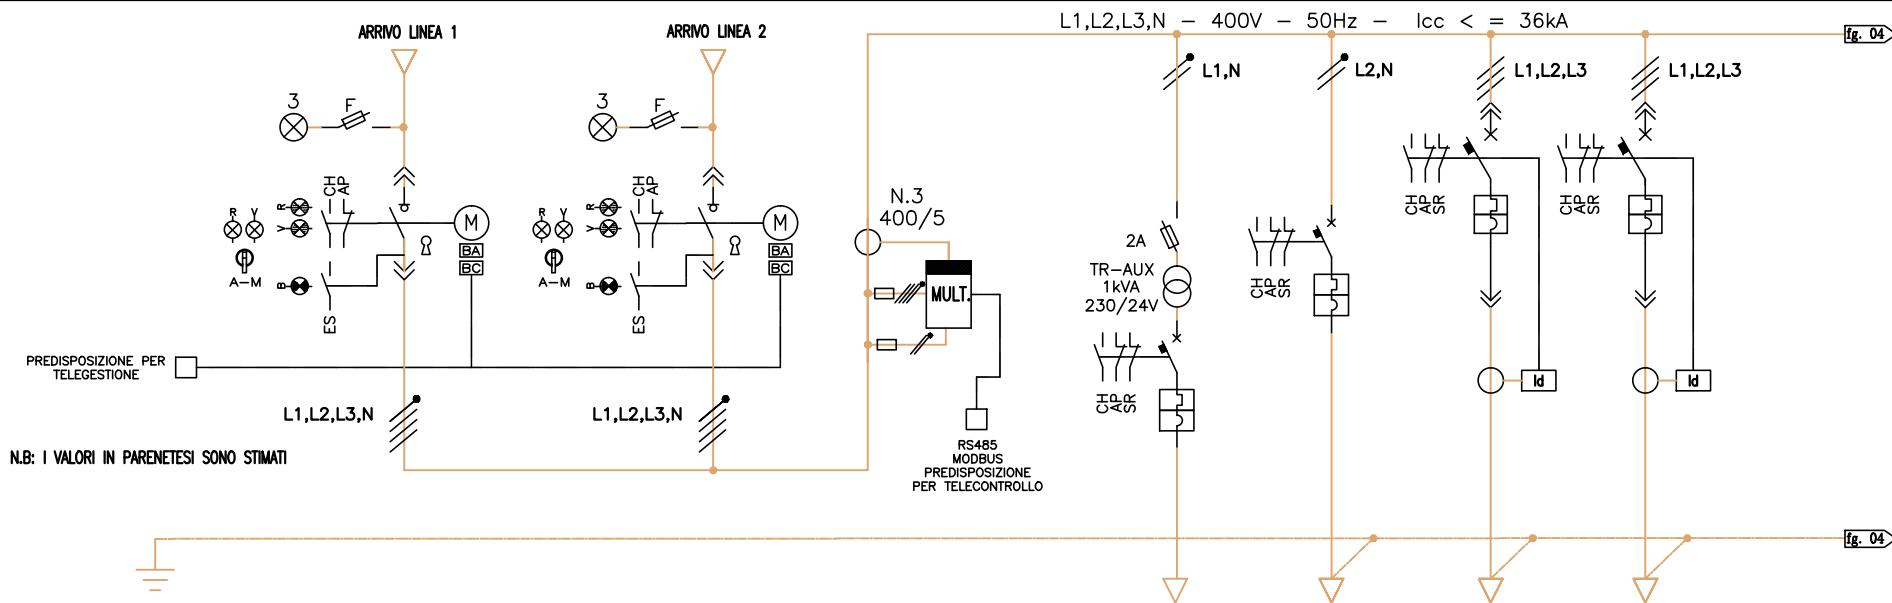 ARRIVO LINEA 1
ARRIVO LINEA 2
L1,L2,L3,N - 400V - 50Hz - Icc < = 36kA
fg. 04
L1,N
L2,N
L1,L2,L3
L1,L2,L3
3
F
3
F
CH
AP
R
V
R
V
M
BA
BC
A-M
B
ES
CH
AP
R
V
R
V
M
BA
BC
A-M
B
ES
N.3
400/5
MULT.
2A
TR-AUX
1kVA
230/24V
CH
AP
SR
CH
AP
SR
CH
AP
SR
CH
AP
SR
Id
Id
PREDISPOSIZIONE PER
TELEGESTIONE
L1,L2,L3,N
L1,L2,L3,N
RS485
MODBUS
PREDISPOSIZIONE
PER TELECONTROLLO
N.B: I VALORI IN PARENETESI SONO STIMATI
fg. 04